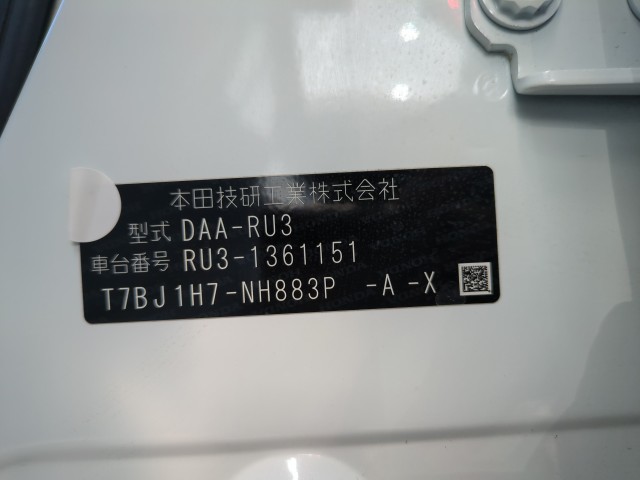 本田技研工業株式会社
型式 DAA-RU3
車台番号 RU3-1361151
T7BJ1H7-NH883P -A -X